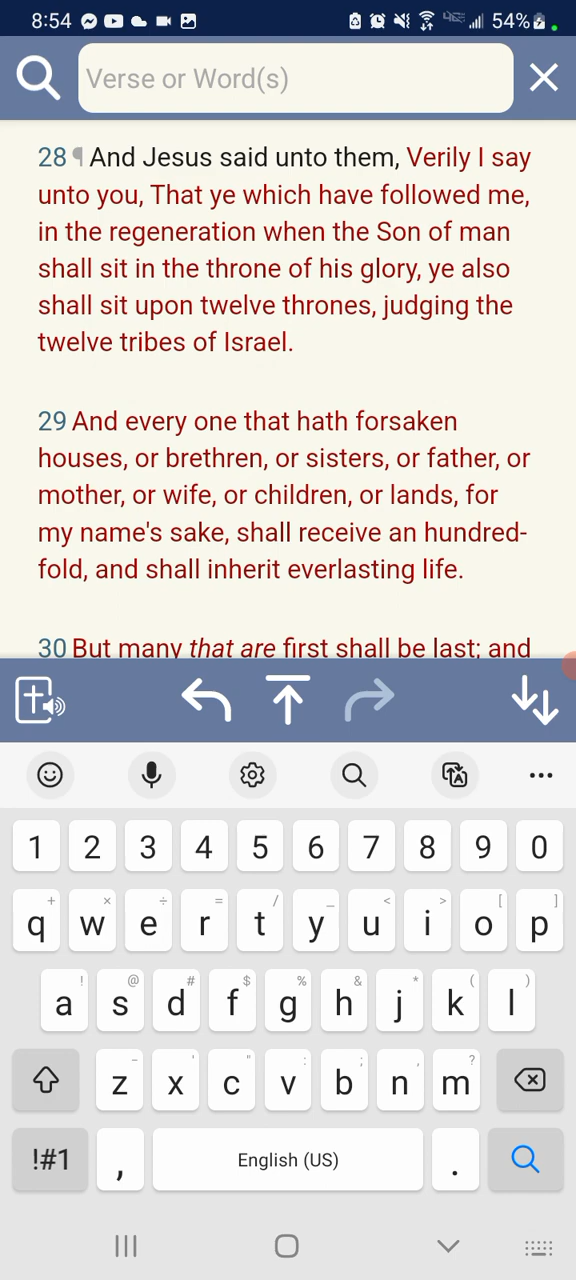 8:54 54%
Verse or Word(s)
28 ¶ And Jesus said unto them, Verily I say
unto you, That ye which have followed me,
in the regeneration when the Son of man
shall sit in the throne of his glory, ye also
shall sit upon twelve thrones, judging the
twelve tribes of Israel.
29 And every one that hath forsaken
houses, or brethren, or sisters, or father, or
mother, or wife, or children, or lands, for
my name's sake, shall receive an hundred-
fold, and shall inherit everlasting life.
30 But many that are first shall be last; and
1 2 3 4 5 6 7 8 9 0
+ × ÷ = / _ < > [ ]
q w e r t y u i o p
! @ # $ % & * ( )
a s d f g h j k l
- ' " : ; , ?
z x c v b n m
!#1 , English (US) .